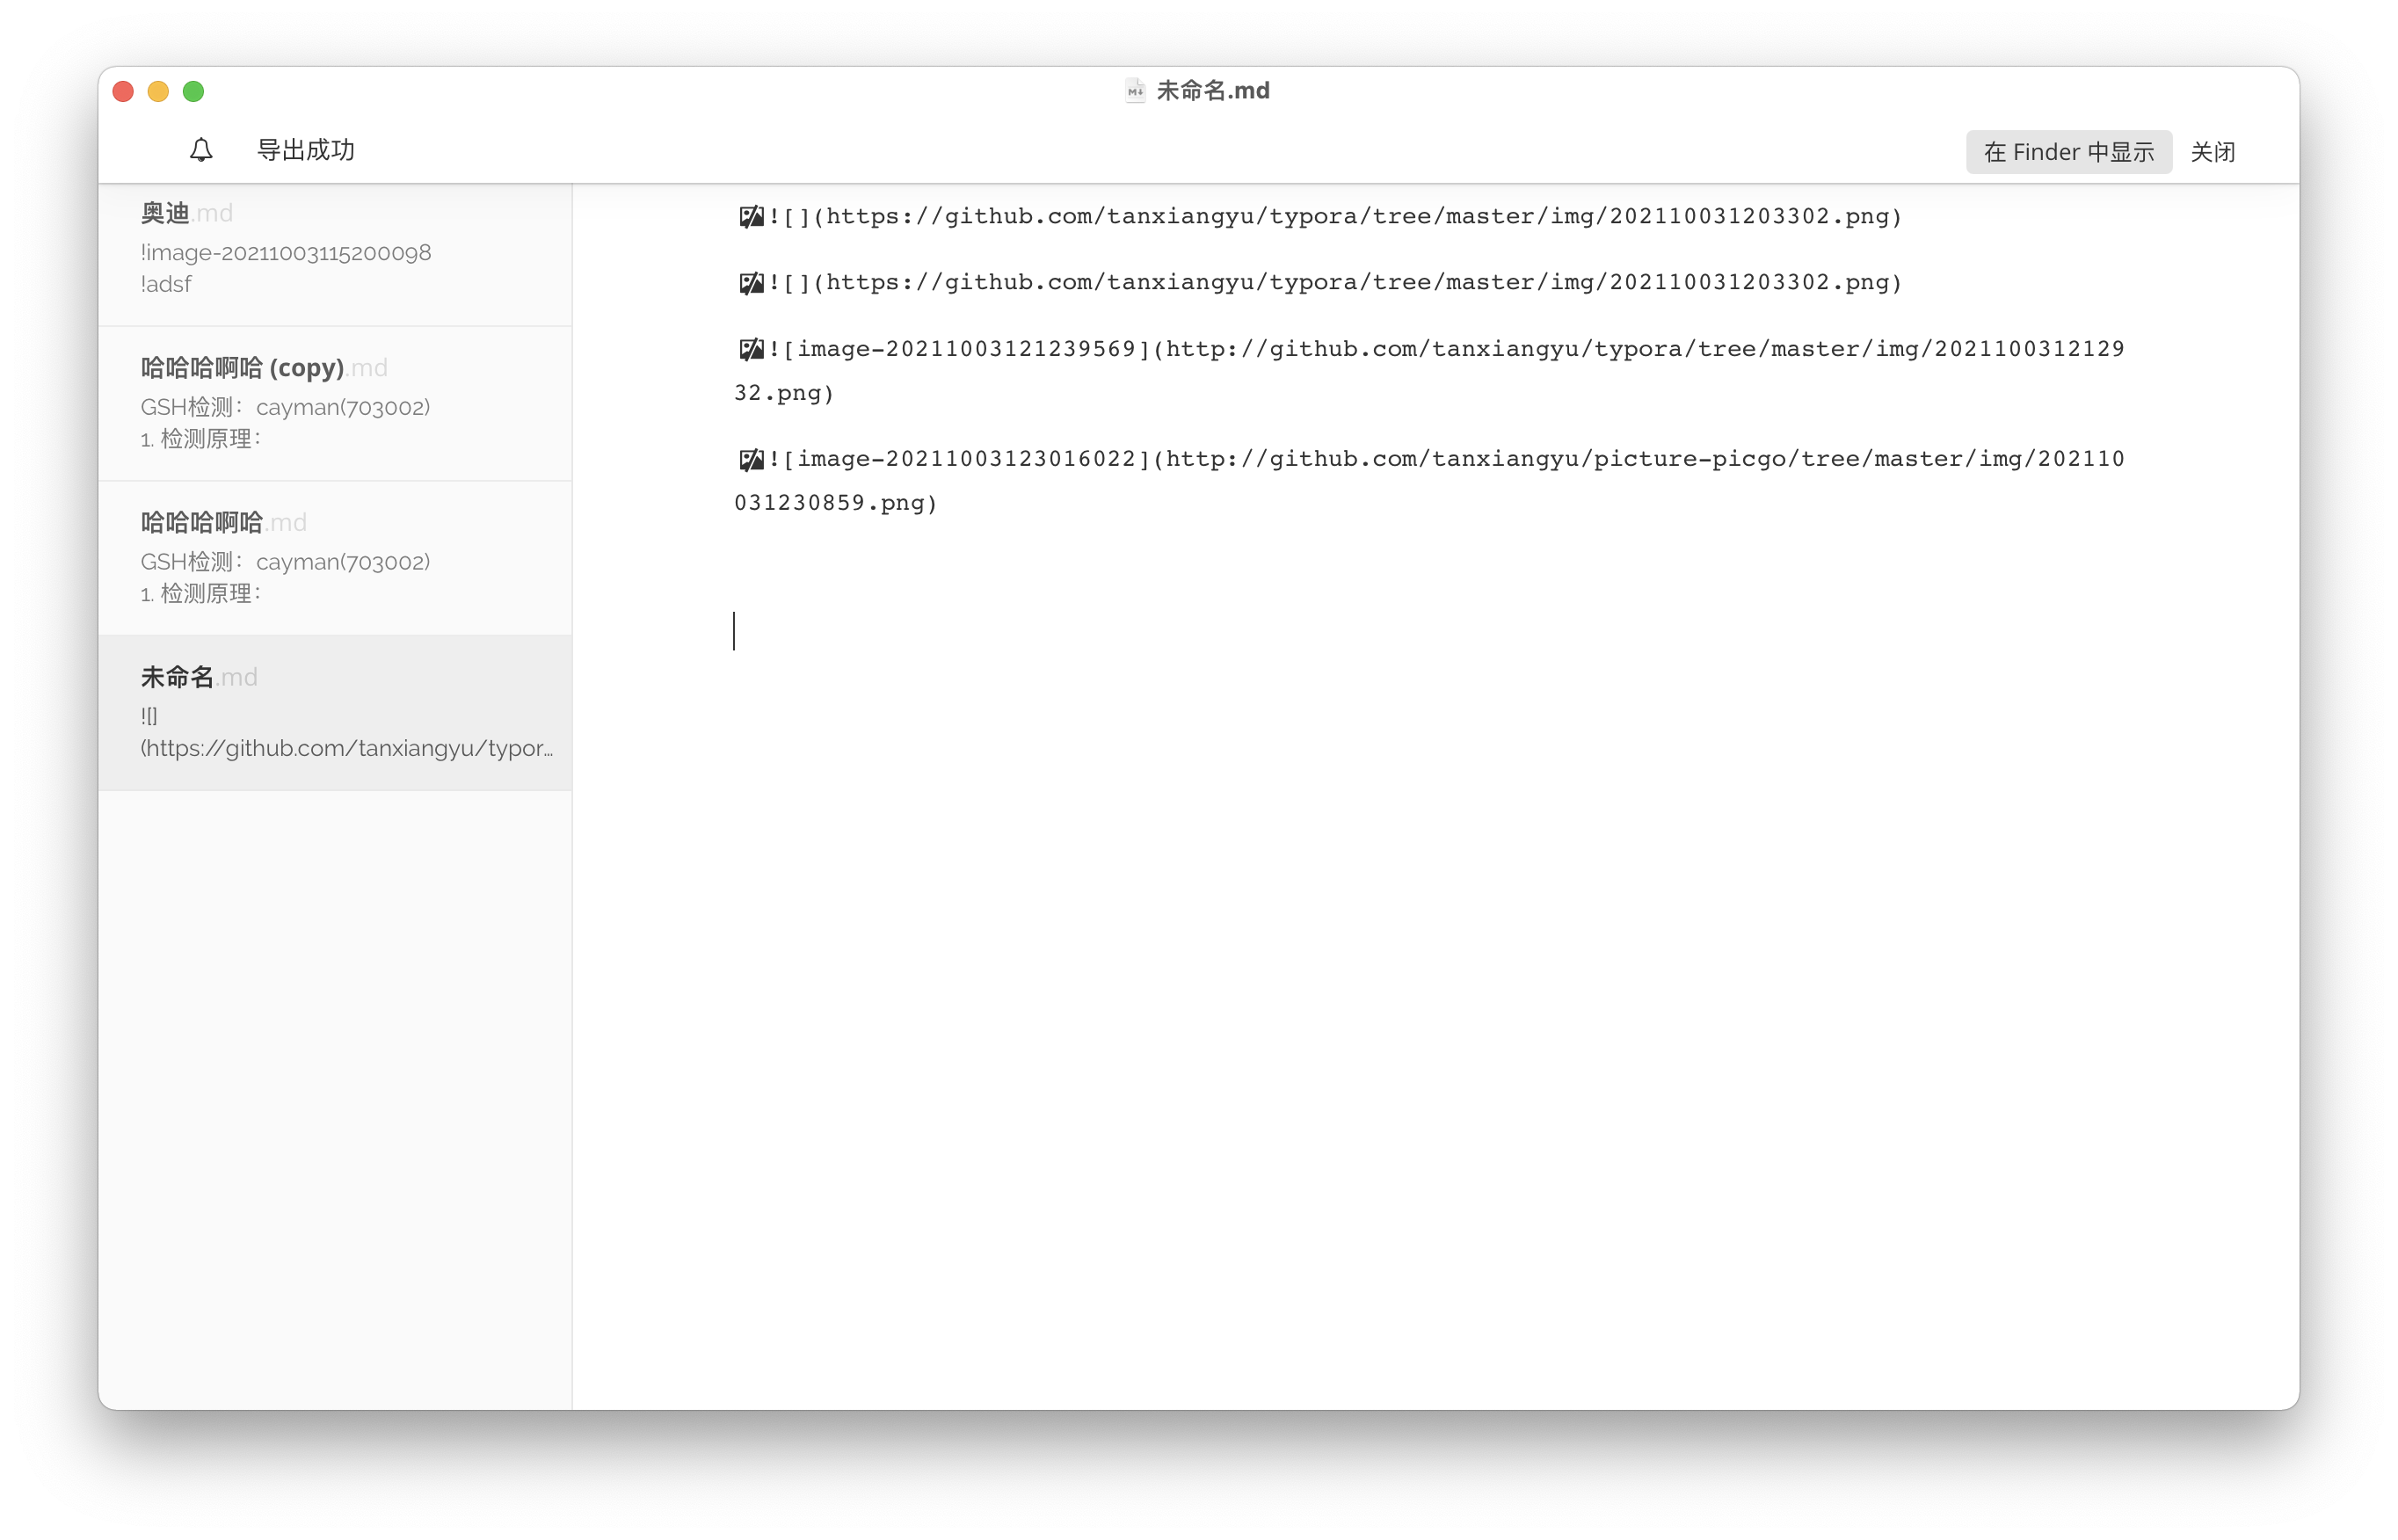 未命名.md
导出成功
在 Finder 中显示 关闭
奥迪.md
!image-20211003115200098
!adsf
哈哈哈啊哈 (copy).md
GSH检测：cayman(703002)
1. 检测原理：
哈哈哈啊哈.md
GSH检测：cayman(703002)
1. 检测原理：
未命名.md
![]
(https://github.com/tanxiangyu/typor...
![](https://github.com/tanxiangyu/typora/tree/master/img/202110031203302.png)
![](https://github.com/tanxiangyu/typora/tree/master/img/202110031203302.png)
![image-20211003121239569](http://github.com/tanxiangyu/typora/tree/master/img/2021100312129
32.png)
![image-20211003123016022](http://github.com/tanxiangyu/picture-picgo/tree/master/img/202110
031230859.png)